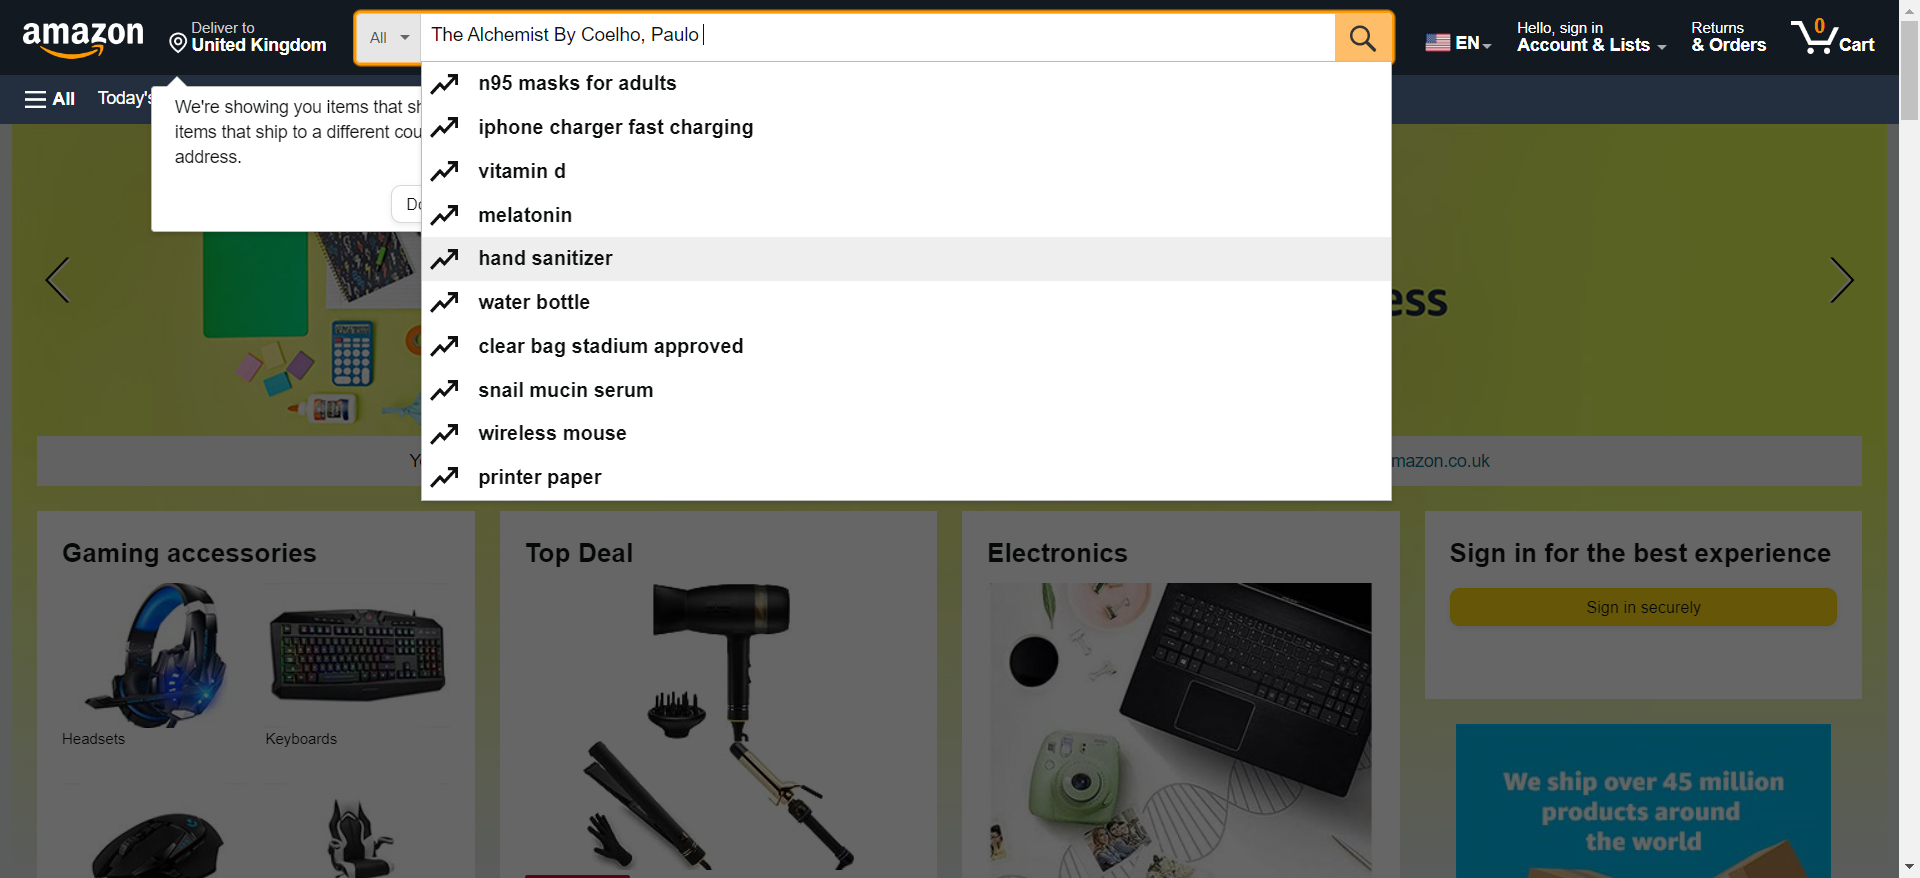 amazon
Deliver to
United Kingdom
All
The Alchemist By Coelho, Paulo
EN
Hello, sign in
Account & Lists
Returns
& Orders
0
Cart
All
Today's
We're showing you items that sh
items that ship to a different cou
address.
Do
n95 masks for adults
iphone charger fast charging
vitamin d
melatonin
hand sanitizer
water bottle
clear bag stadium approved
snail mucin serum
wireless mouse
printer paper
ess
Yo
mazon.co.uk
Gaming accessories
Headsets
Keyboards
Top Deal
Electronics
Sign in for the best experience
Sign in securely
We ship over 45 million
products around
the world